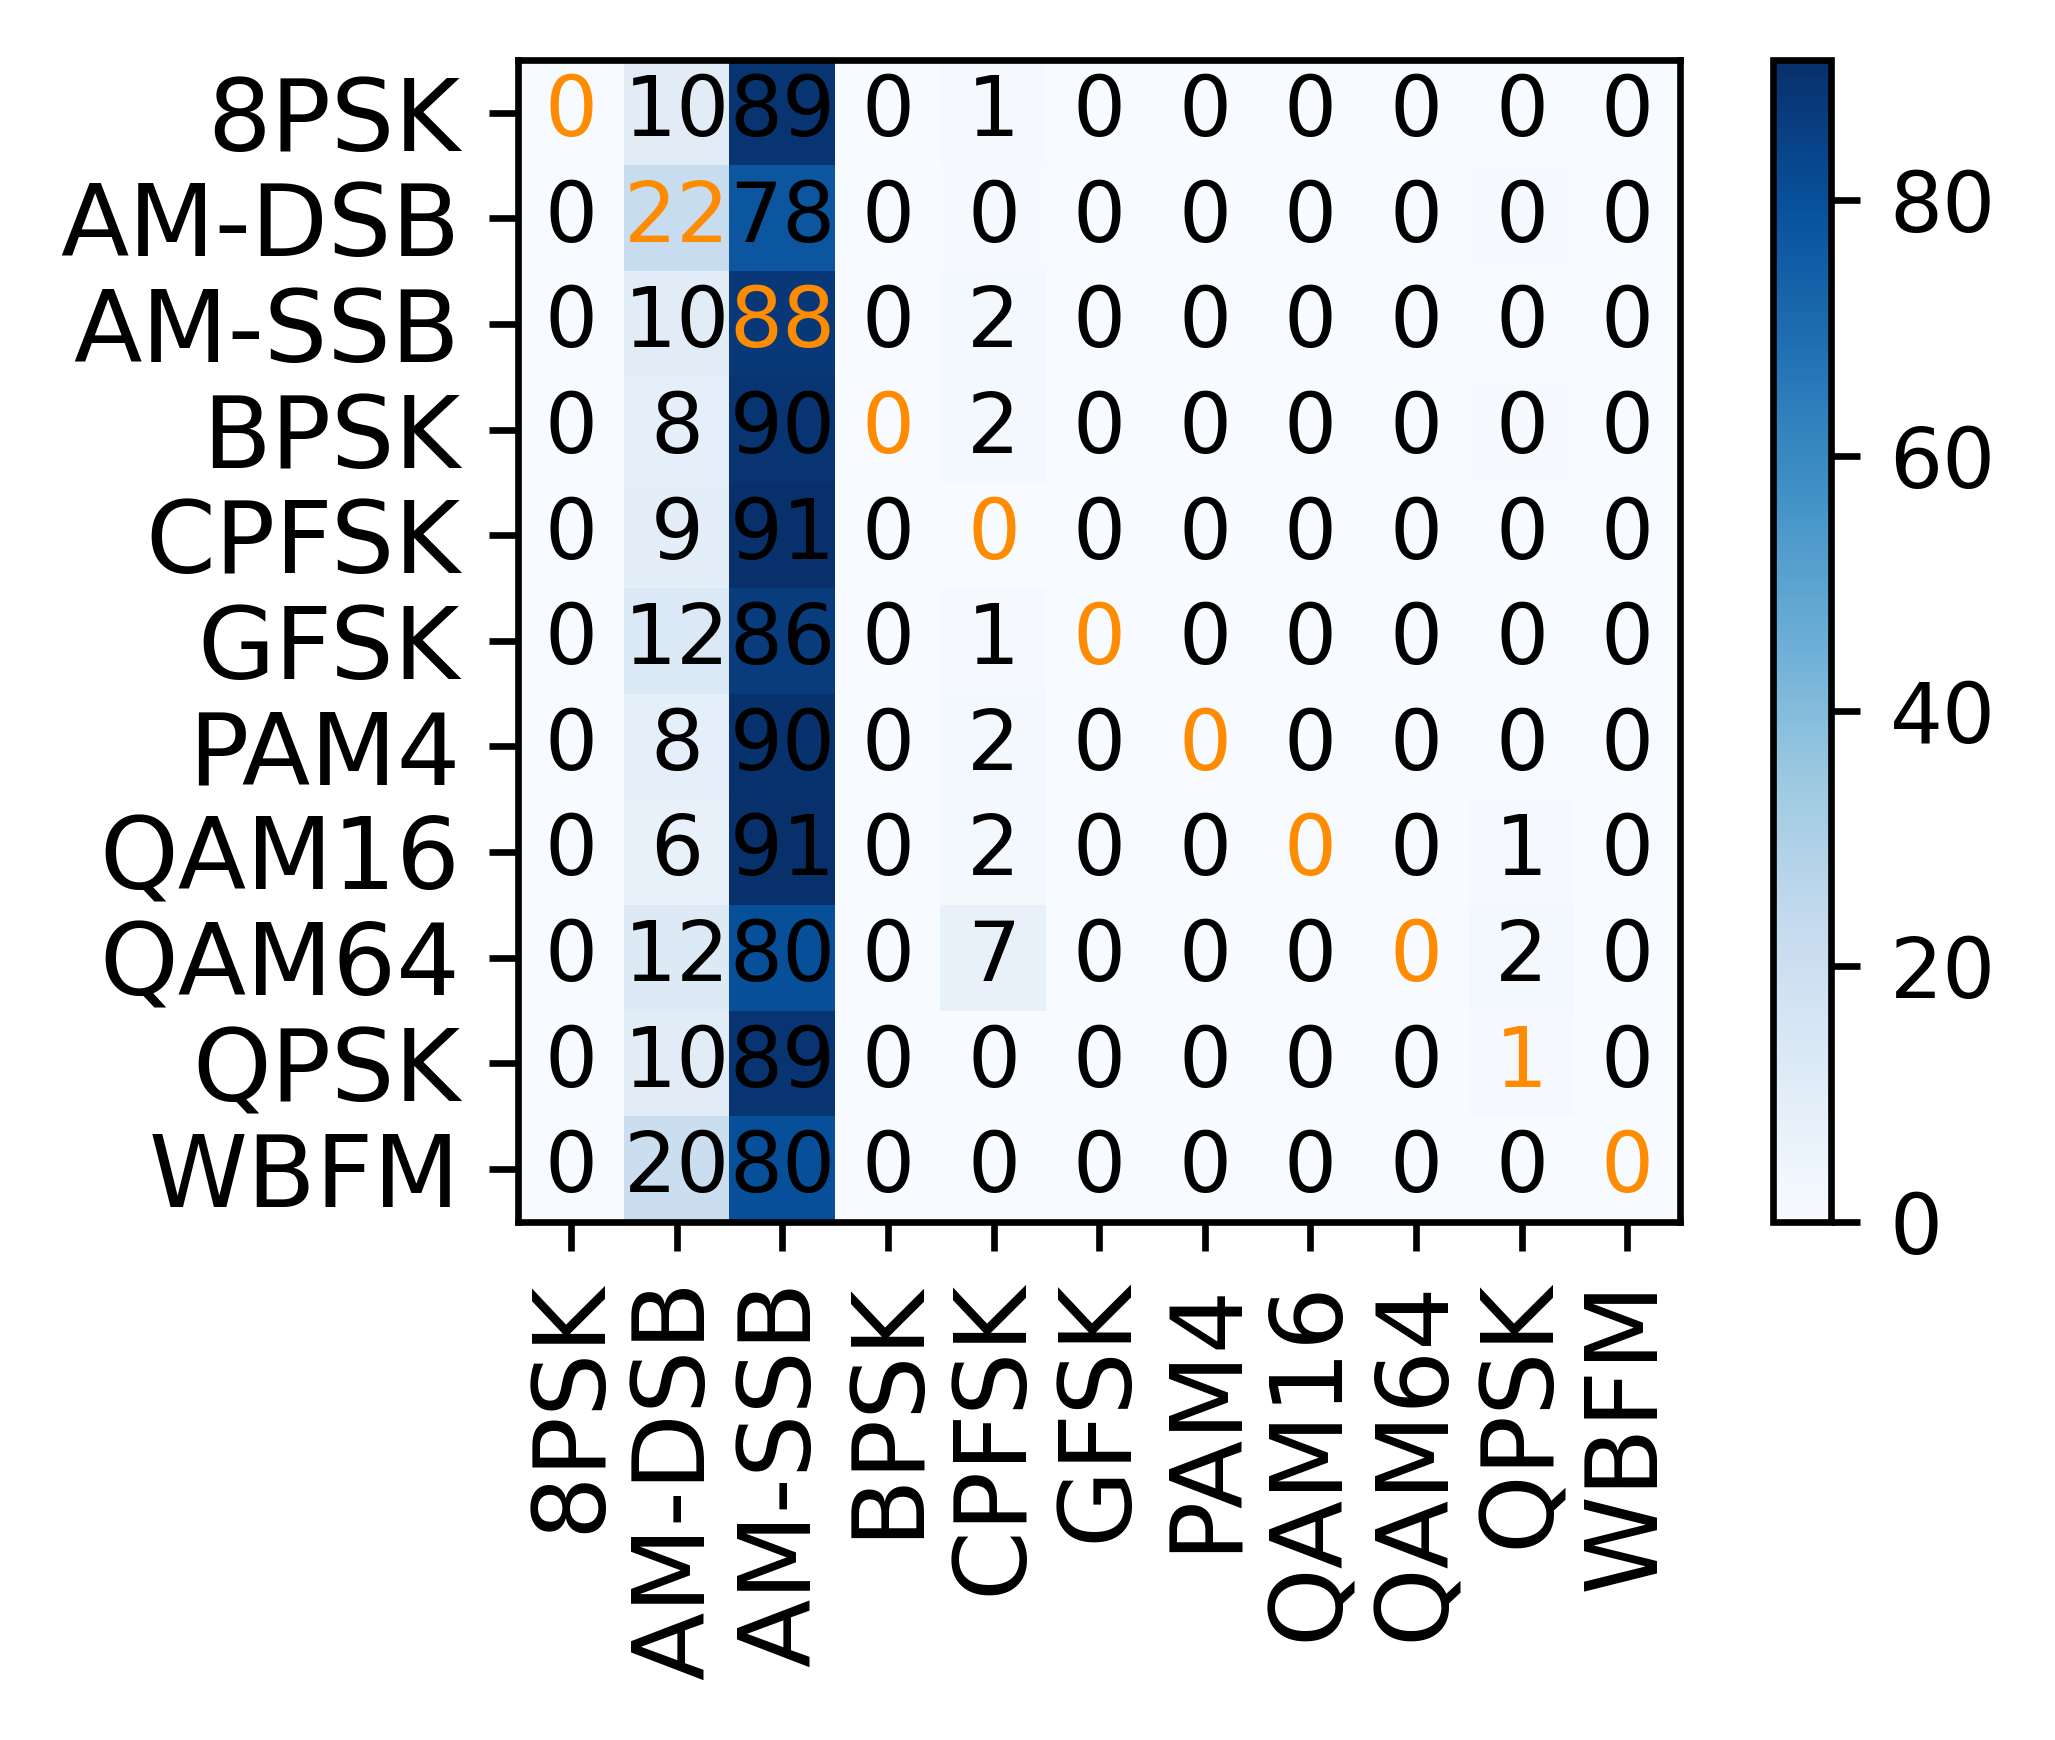 8PSK 0 10 89 0 1 0 0 0 0 0 0
AM-DSB 0 22 78 0 0 0 0 0 0 0 0
AM-SSB 0 10 88 0 2 0 0 0 0 0 0
BPSK 0 8 90 0 2 0 0 0 0 0 0
CPFSK 0 9 91 0 0 0 0 0 0 0 0
GFSK 0 12 86 0 1 0 0 0 0 0 0
PAM4 0 8 90 0 2 0 0 0 0 0 0
QAM16 0 6 91 0 2 0 0 0 0 1 0
QAM64 0 12 80 0 7 0 0 0 0 2 0
QPSK 0 10 89 0 0 0 0 0 0 1 0
WBFM 0 20 80 0 0 0 0 0 0 0 0
8PSK
AM-DSB
AM-SSB
BPSK
CPFSK
GFSK
PAM4
QAM16
QAM64
QPSK
WBFM
80
60
40
20
0